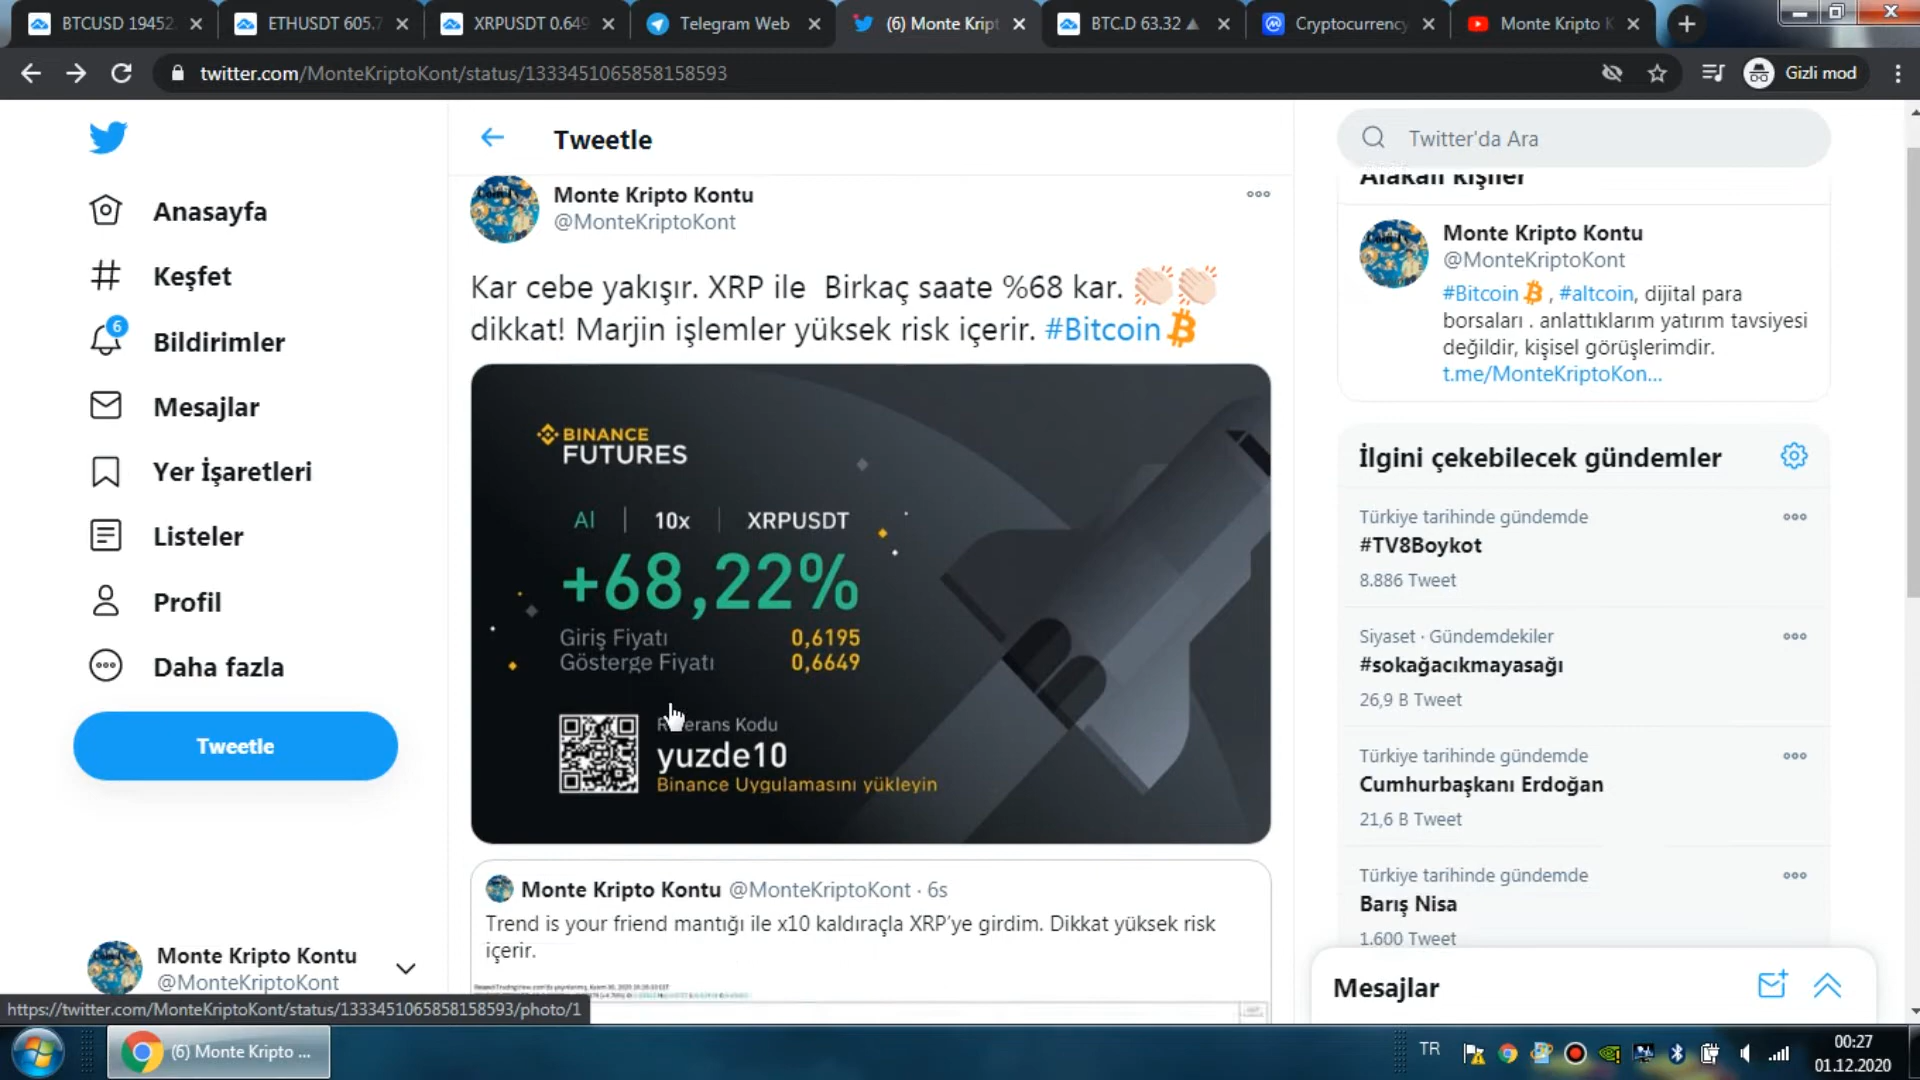 BTCUSD 19452
ETHUSDT 605.7
XRPUSDT 0.649
Telegram Web
(6) Monte Kript
BTC.D 63.32 ▲
Cryptocurrency
Monte Kripto K
twitter.com/MonteKriptoKont/status/1333451065858158593
Gizli mod
Anasayfa
Keşfet
6
Bildirimler
Mesajlar
Yer İşaretleri
Listeler
Profil
Daha fazla
Tweetle
Monte Kripto Kontu
@MonteKriptoKont
Tweetle
Monte Kripto Kontu
@MonteKriptoKont
Kar cebe yakışır. XRP ile Birkaç saate %68 kar. 👏🏻👏🏻
dikkat! Marjin işlemler yüksek risk içerir. #Bitcoin
BINANCE
FUTURES
Al | 10x | XRPUSDT
+68,22%
Giriş Fiyatı 0,6195
Gösterge Fiyatı 0,6649
Kodu
yuzde10
Binance Uygulamasını yükleyin
Monte Kripto Kontu @MonteKriptoKont · 6s
Trend is your friend mantığı ile x10 kaldıraçla XRP'ye girdim. Dikkat yüksek risk
içerir.
Twitter'da Ara
Alakalı kişiler
Monte Kripto Kontu
@MonteKriptoKont
#Bitcoin , #altcoin, dijital para
borsaları . anlattıklarım yatırım tavsiyesi
değildir, kişisel görüşlerimdir.
t.me/MonteKriptoKon...
İlgini çekebilecek gündemler
Türkiye tarihinde gündemde
#TV8Boykot
8.886 Tweet
Siyaset · Gündemdekiler
#sokağacıkmayasağı
26,9 B Tweet
Türkiye tarihinde gündemde
Cumhurbaşkanı Erdoğan
21,6 B Tweet
Türkiye tarihinde gündemde
Barış Nisa
1.600 Tweet
Mesajlar
https://twitter.com/MonteKriptoKont/status/1333451065858158593/photo/1
(6) Monte Kripto ...
TR
00:27
01.12.2020